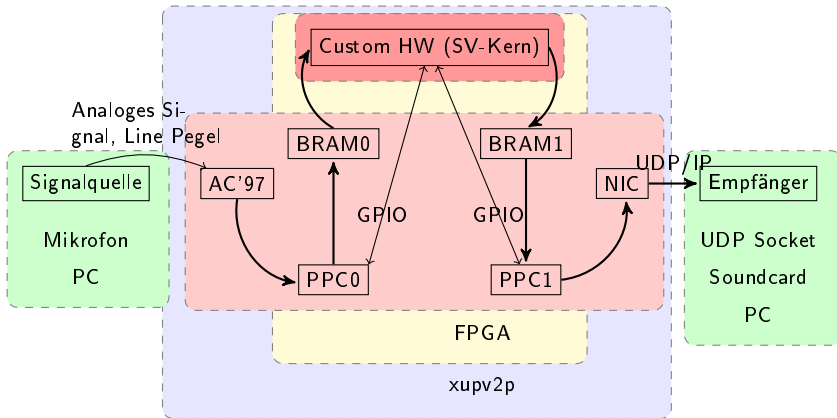 Custom HW (SV-Kern)
Analoges Si-
gnal, Line Pegel
BRAM0
BRAM1
UDP/IP
Signalquelle
AC'97
NIC
Empfänger
GPIO
GPIO
Mikrofon
PC
UDP Socket
Soundcard
PC
PPC0
PPC1
FPGA
xupv2p